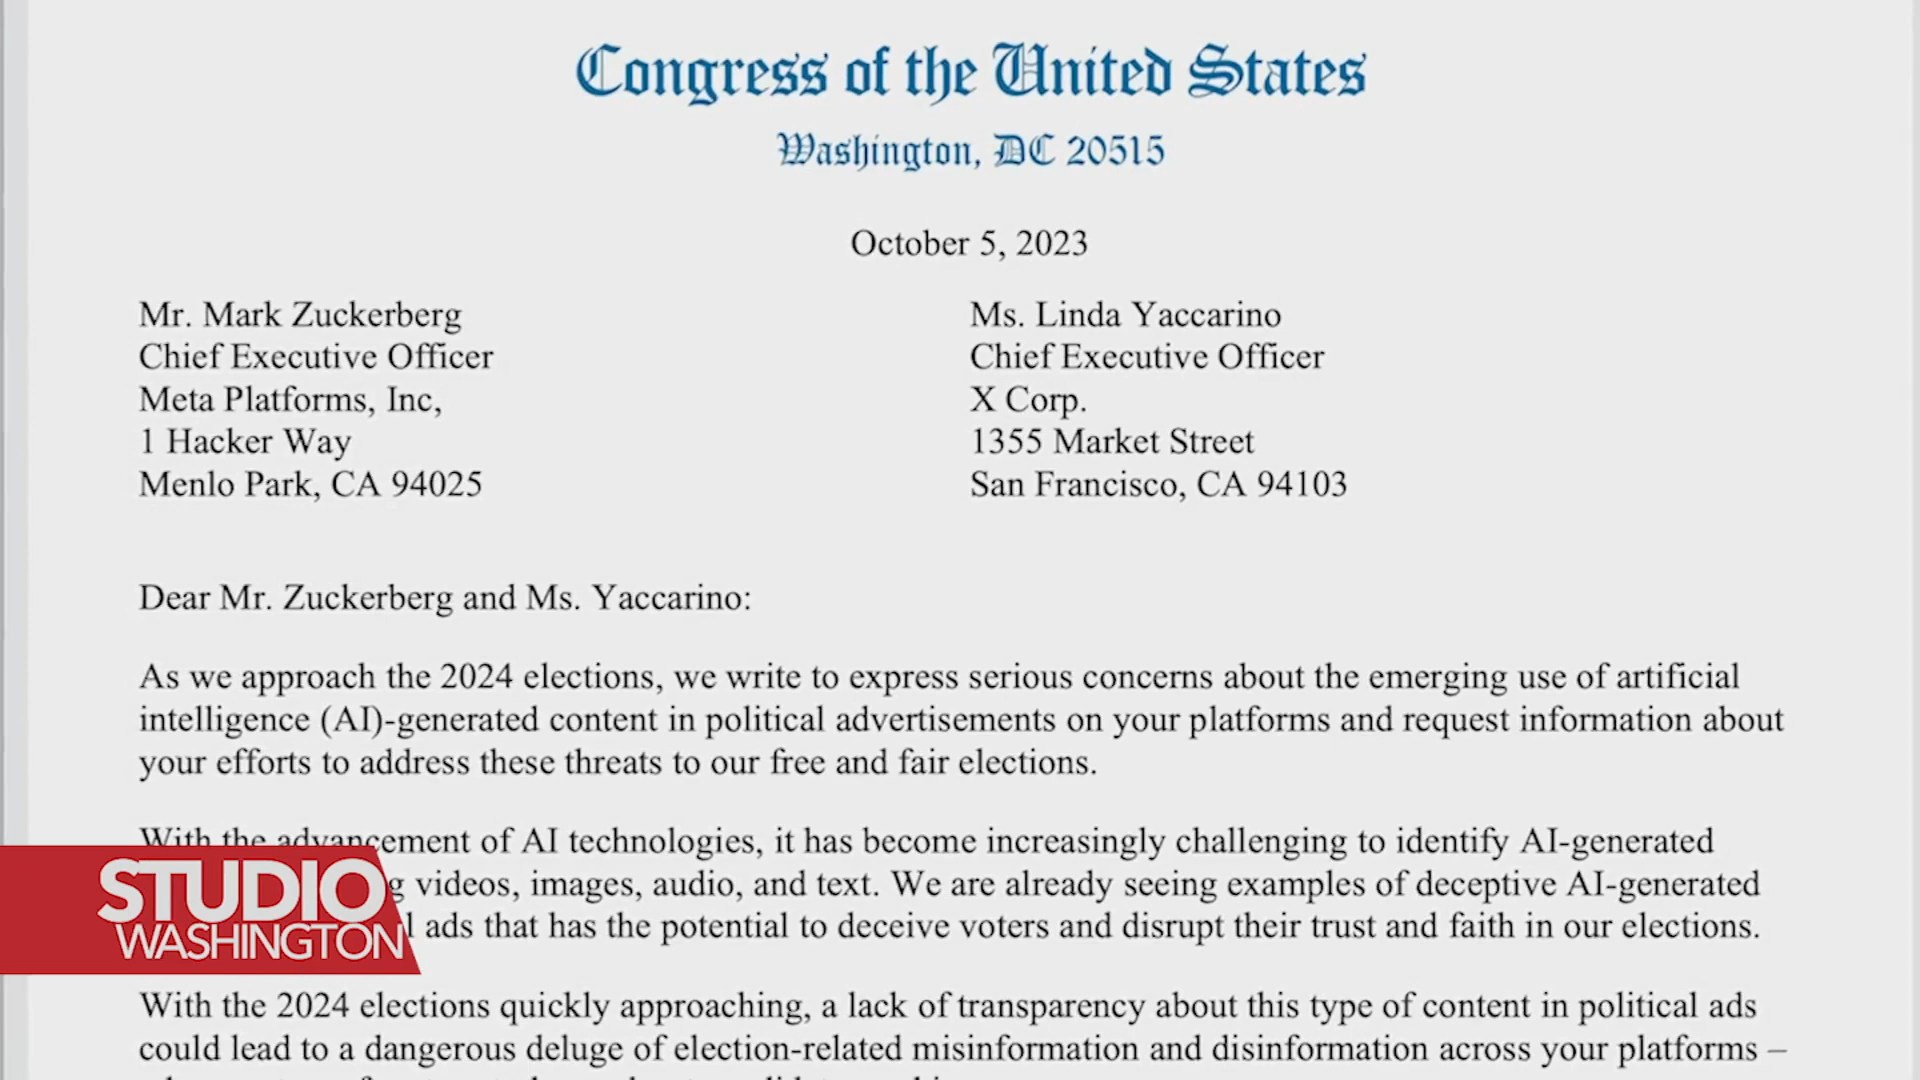 Congress of the United States
Washington, DC 20515
October 5, 2023
Mr. Mark Zuckerberg
Chief Executive Officer
Meta Platforms, Inc,
1 Hacker Way
Menlo Park, CA 94025
Ms. Linda Yaccarino
Chief Executive Officer
X Corp.
1355 Market Street
San Francisco, CA 94103
Dear Mr. Zuckerberg and Ms. Yaccarino:
As we approach the 2024 elections, we write to express serious concerns about the emerging use of artificial
intelligence (AI)-generated content in political advertisements on your platforms and request information about
your efforts to address these threats to our free and fair elections.
With the advancement of AI technologies, it has become increasingly challenging to identify AI-generated
videos, images, audio, and text. We are already seeing examples of deceptive AI-generated
ads that has the potential to deceive voters and disrupt their trust and faith in our elections.
STUDIO
WASHINGTON
With the 2024 elections quickly approaching, a lack of transparency about this type of content in political ads
could lead to a dangerous deluge of election-related misinformation and disinformation across your platforms –